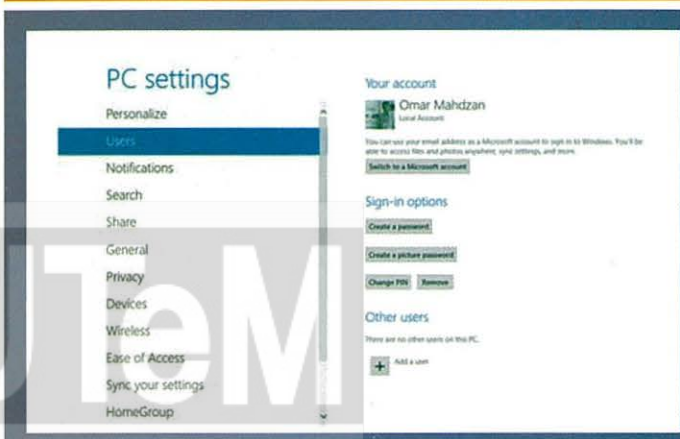 PC settings
Personalize
Users
Notifications
Search
Share
General
Privacy
Devices
Wireless
Ease of Access
Sync your settings
HomeGroup
Your account
Omar Mahdzan
Local Account
You can use your email address as a Microsoft account to sign in to Windows. You'll be
able to access files and photos anywhere, sync settings, and more.
Switch to a Microsoft account
Sign-in options
Create a password
Create a picture password
Change PIN Remove
Other users
There are no other users on this PC.
+ Add a user
UTeM